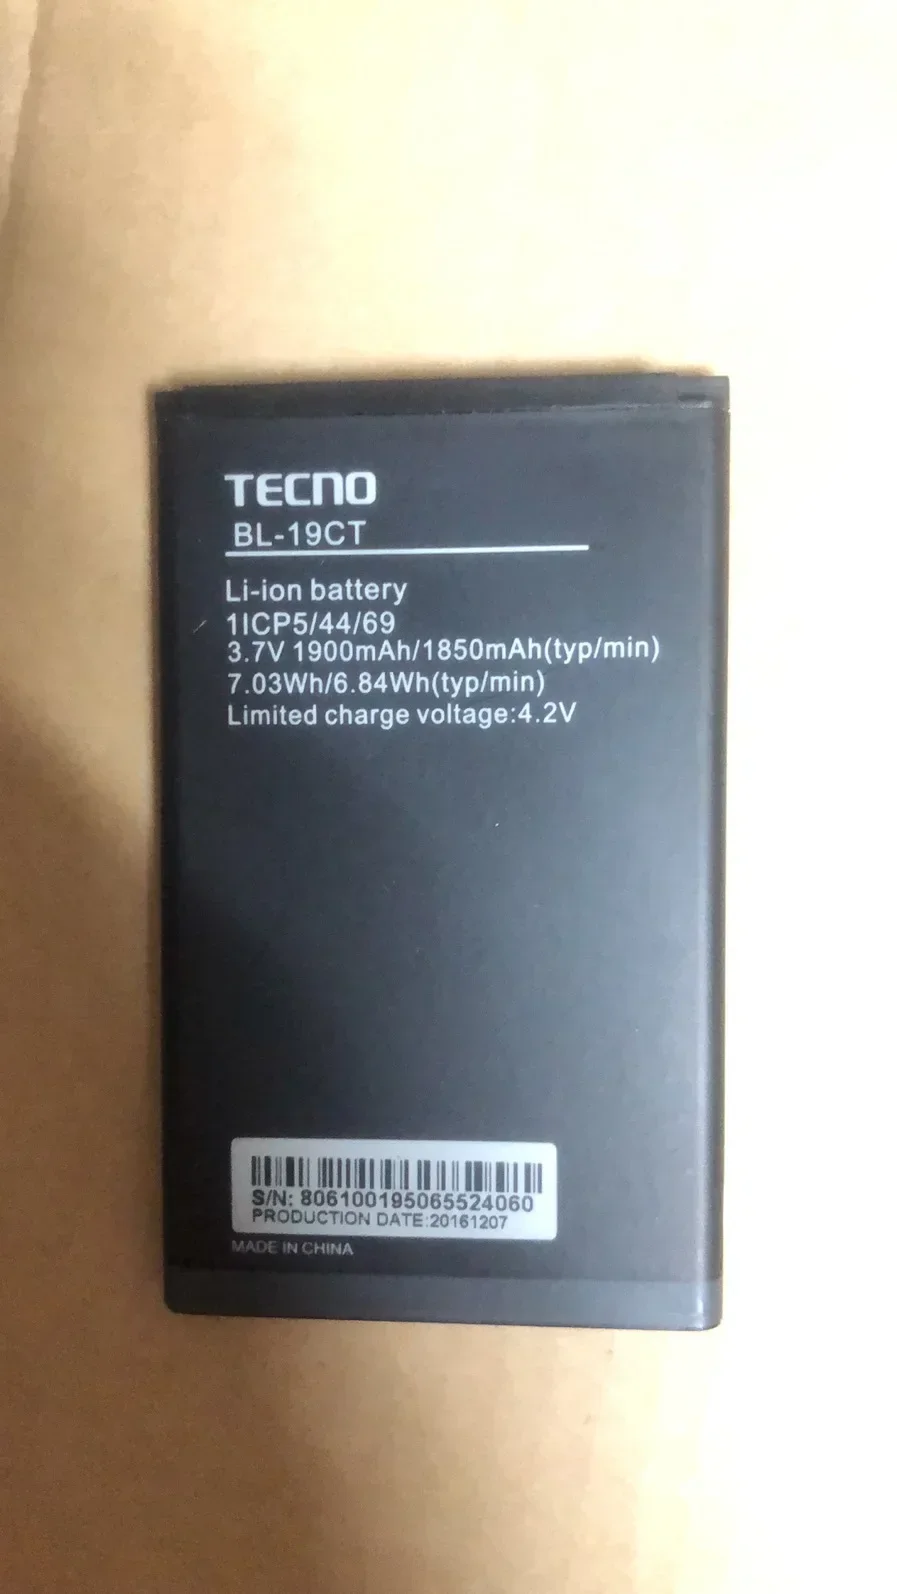 TECNO
BL-19CT
Li-ion battery
1ICP5/44/69
3.7V 1900mAh/1850mAh(typ/min)
7.03Wh/6.84Wh(typ/min)
Limited charge voltage:4.2V
S/N: 806100195065524060
PRODUCTION DATE:20161207
MADE IN CHINA